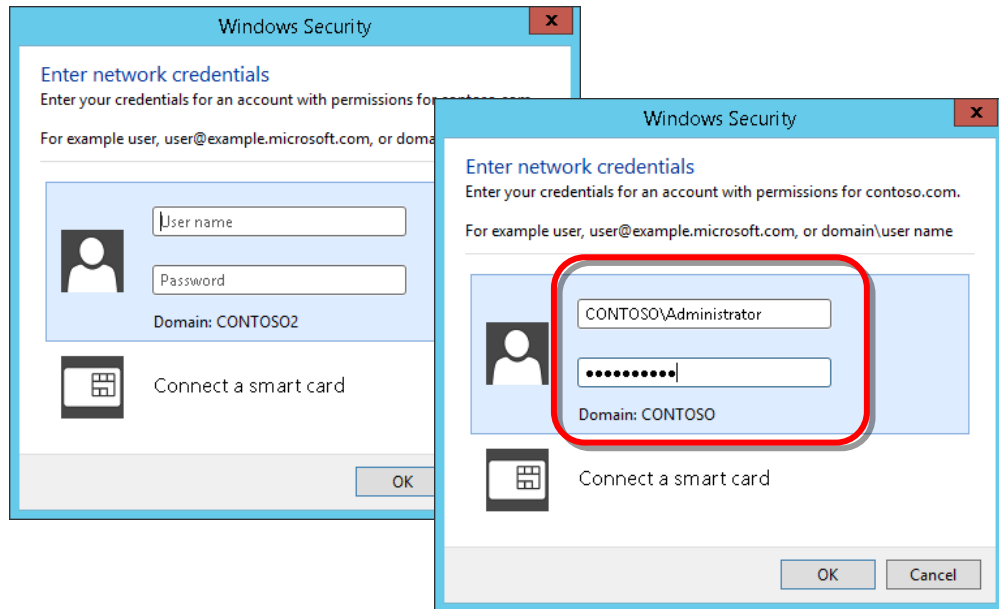 Windows Security
x
Enter network credentials
Enter your credentials for an account with permissions for contoso.com.
For example user, user@example.microsoft.com, or doma
User name
Password
Domain: CONTOSO2
Connect a smart card
OK
Windows Security
x
Enter network credentials
Enter your credentials for an account with permissions for contoso.com.
For example user, user@example.microsoft.com, or domain\user name
CONTOSO\Administrator
●●●●●●●●●●
Domain: CONTOSO
Connect a smart card
OK Cancel